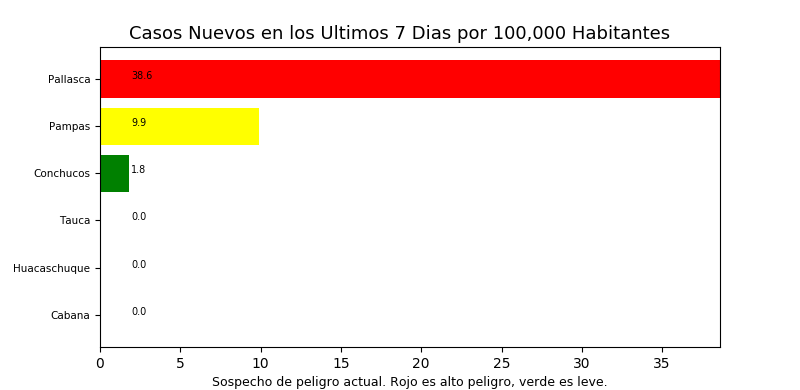 Casos Nuevos en los Ultimos 7 Dias por 100,000 Habitantes
Pallasca 38.6
Pampas 9.9
Conchucos 1.8
Tauca 0.0
Huacaschuque 0.0
Cabana 0.0
0 5 10 15 20 25 30 35
Sospecho de peligro actual. Rojo es alto peligro, verde es leve.